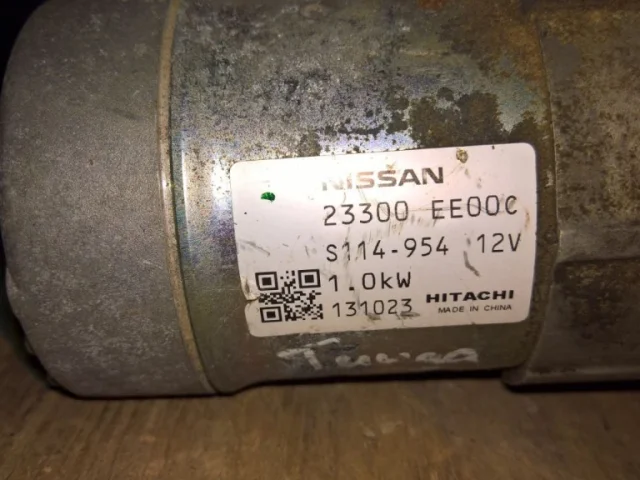 NISSAN
23300 EE00C
S114-954 12V
1.0kW
131023 HITACHI
MADE IN CHINA